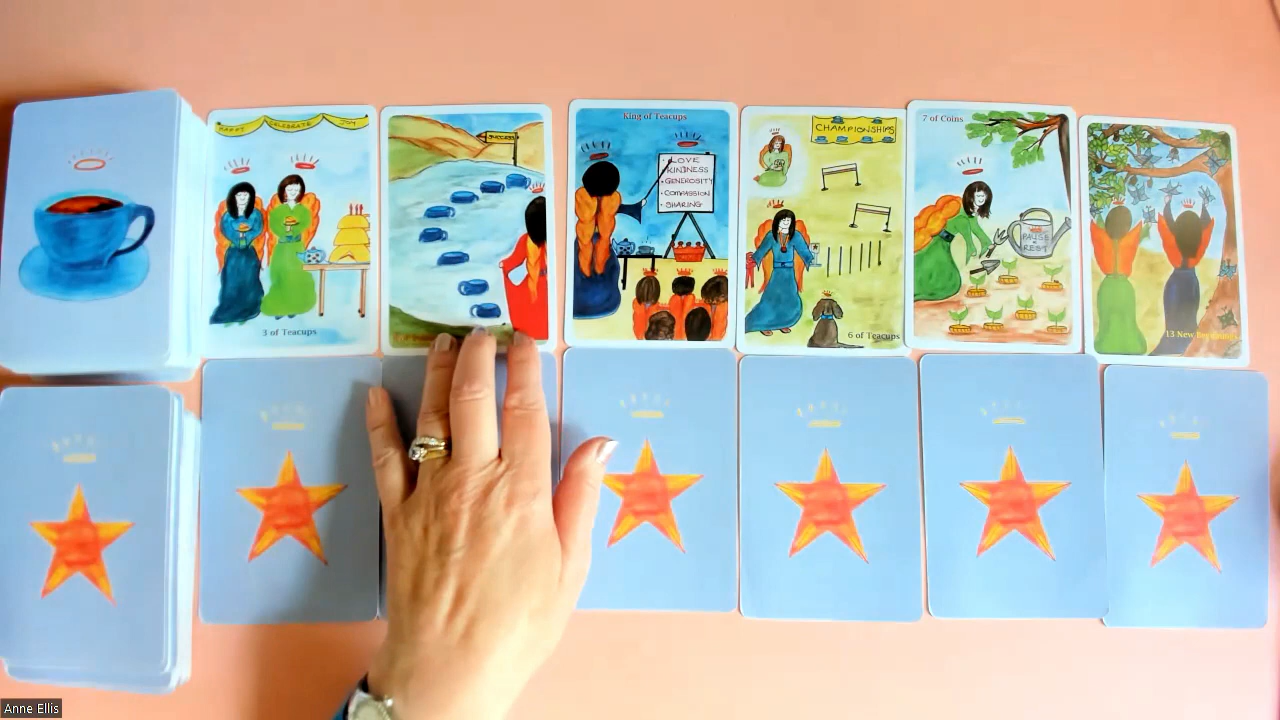 PARTY CELEBRATE JOY
3 of Teacups
SUCCESS
King of Teacups
• LOVE
• KINDNESS
• GENEROSITY
• COMPASSION
• SHARING
CHAMPIONSHIPS
6 of Teacups
7 of Coins
PAUSE
REST
13 New Beginnings
Anne Ellis